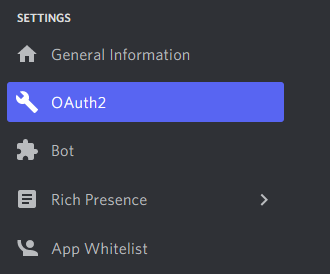 SETTINGS
General Information
OAuth2
Bot
Rich Presence
App Whitelist